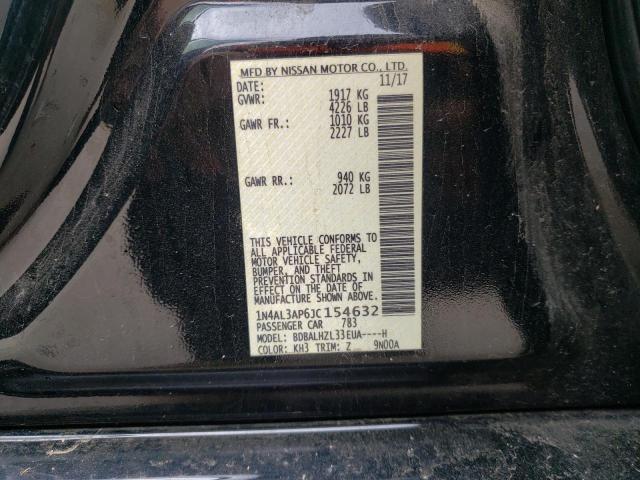 MFD BY NISSAN MOTOR CO., LTD.
DATE: 11/17
GVWR: 1917 KG
4226 LB
GAWR FR.: 1010 KG
2227 LB
GAWR RR.: 940 KG
2072 LB
THIS VEHICLE CONFORMS TO
ALL APPLICABLE FEDERAL
MOTOR VEHICLE SAFETY,
BUMPER, AND THEFT
PREVENTION STANDARDS IN
EFFECT ON THE DATE OF
MANUFACTURE SHOWN ABOVE.
1N4AL3AP6JC154632
PASSENGER CAR 783
MODEL: BDBALHZL33EUA----H
COLOR: KH3 TRIM: Z 9N00A